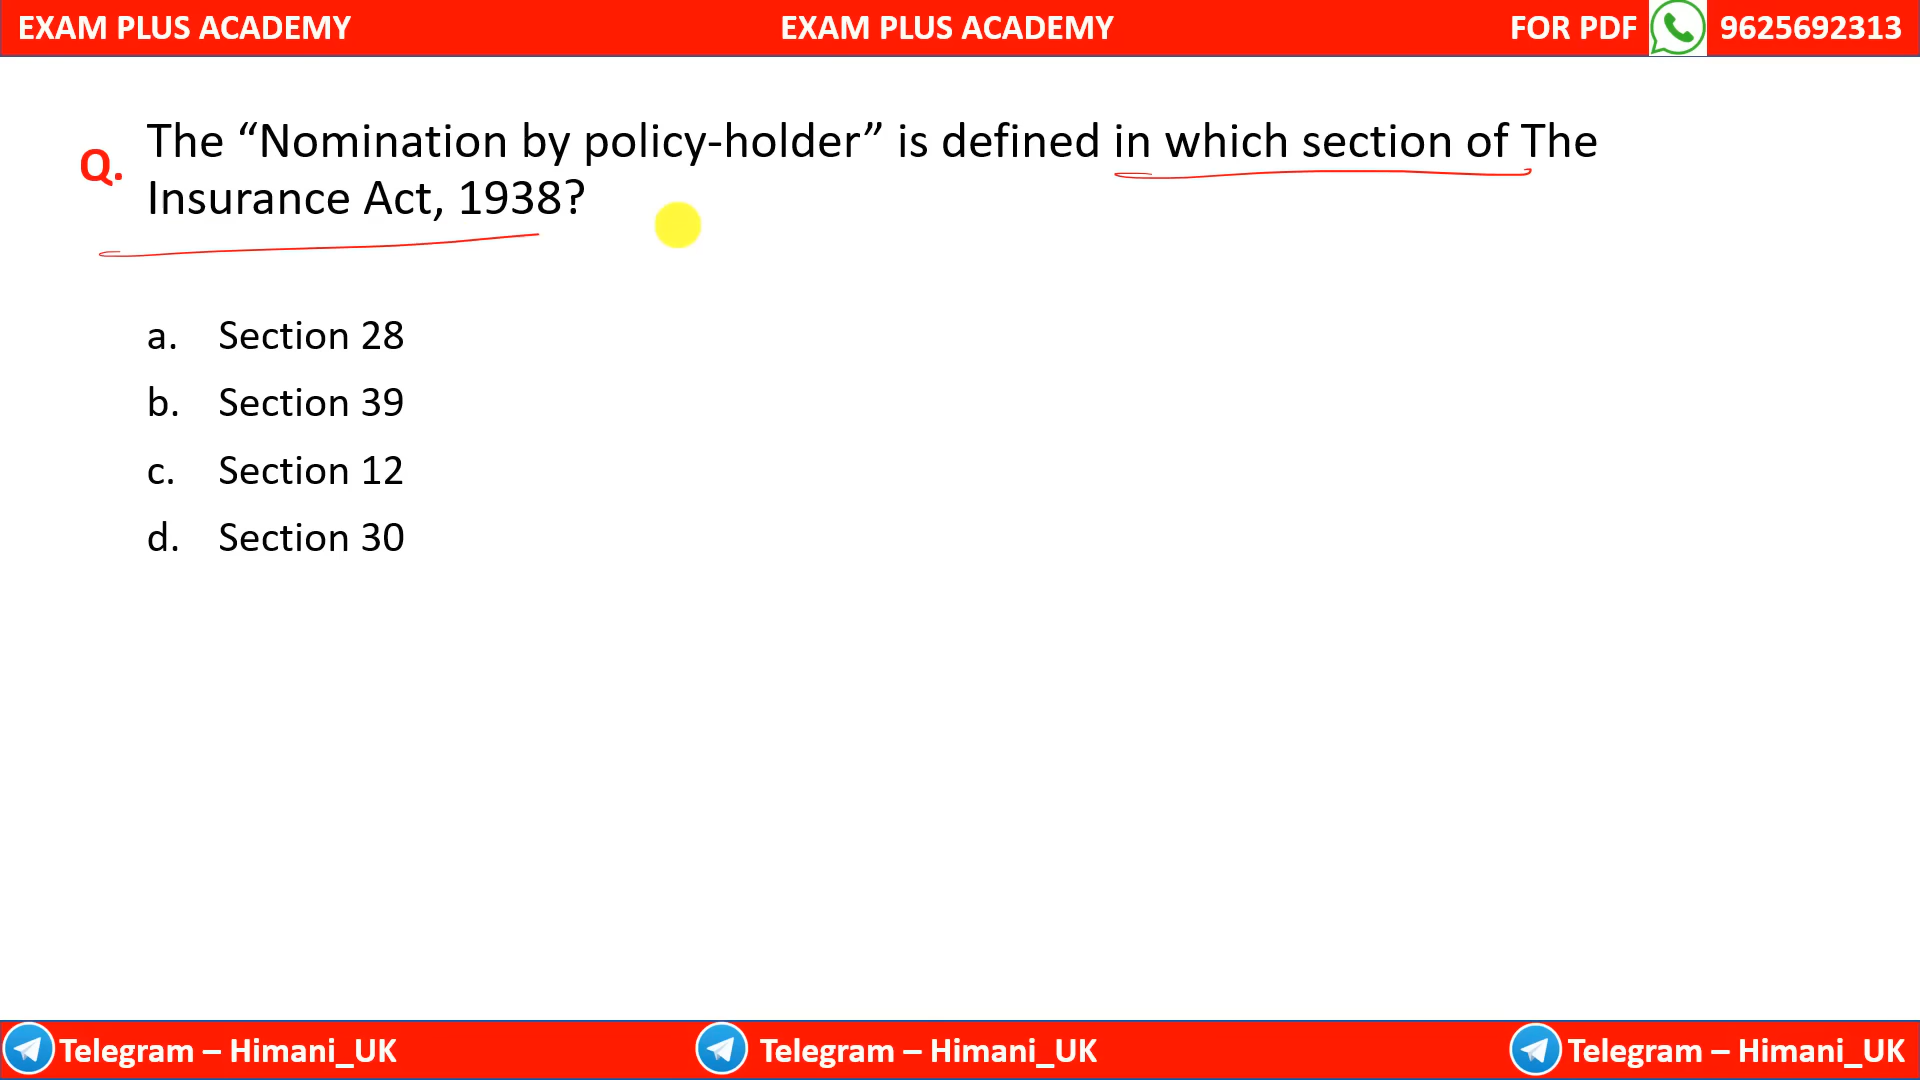 EXAM PLUS ACADEMY EXAM PLUS ACADEMY FOR PDF 9625692313
Q. The “Nomination by policy-holder” is defined in which section of The
Insurance Act, 1938?
a. Section 28
b. Section 39
c. Section 12
d. Section 30
Telegram – Himani_UK Telegram – Himani_UK Telegram – Himani_UK